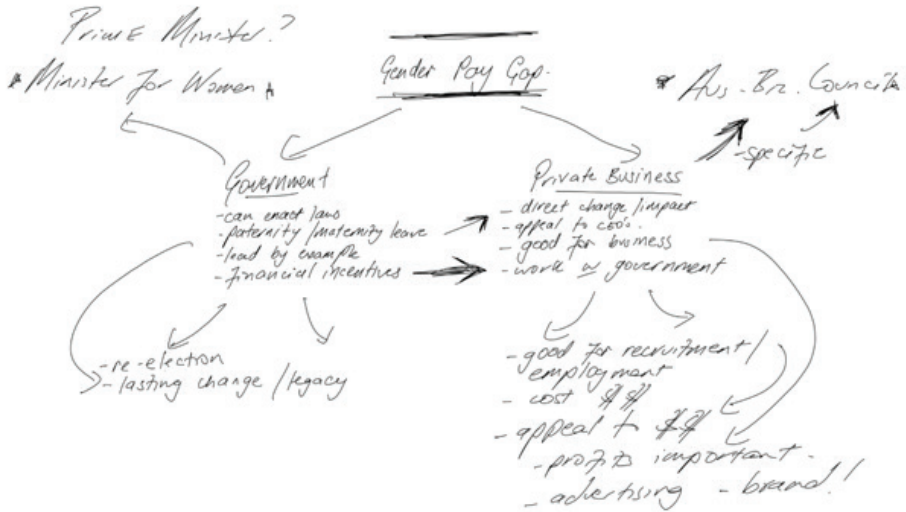 Prime Minister?
* Minister for Women *
Gender Pay Gap.
* Aus. Biz. Council *
- specific
Government
- can enact laws
- paternity / maternity leave
- lead by example
- financial incentives
Private Business
- direct change / impact
- appeal to CEO's.
- good for business
- work w government
- re-election
- lasting change / legacy
- good for recruitment /
employment
- cost $$
- appeal to $$
- profits important.
- advertising - brand!